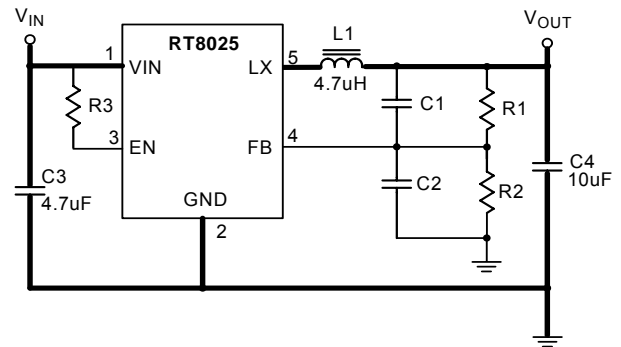 VIN
VOUT
L1
RT8025
1
VIN
LX
5
4.7uH
R3
C1
R1
3
EN
FB
4
C3
4.7uF
C2
R2
C4
10uF
GND
2